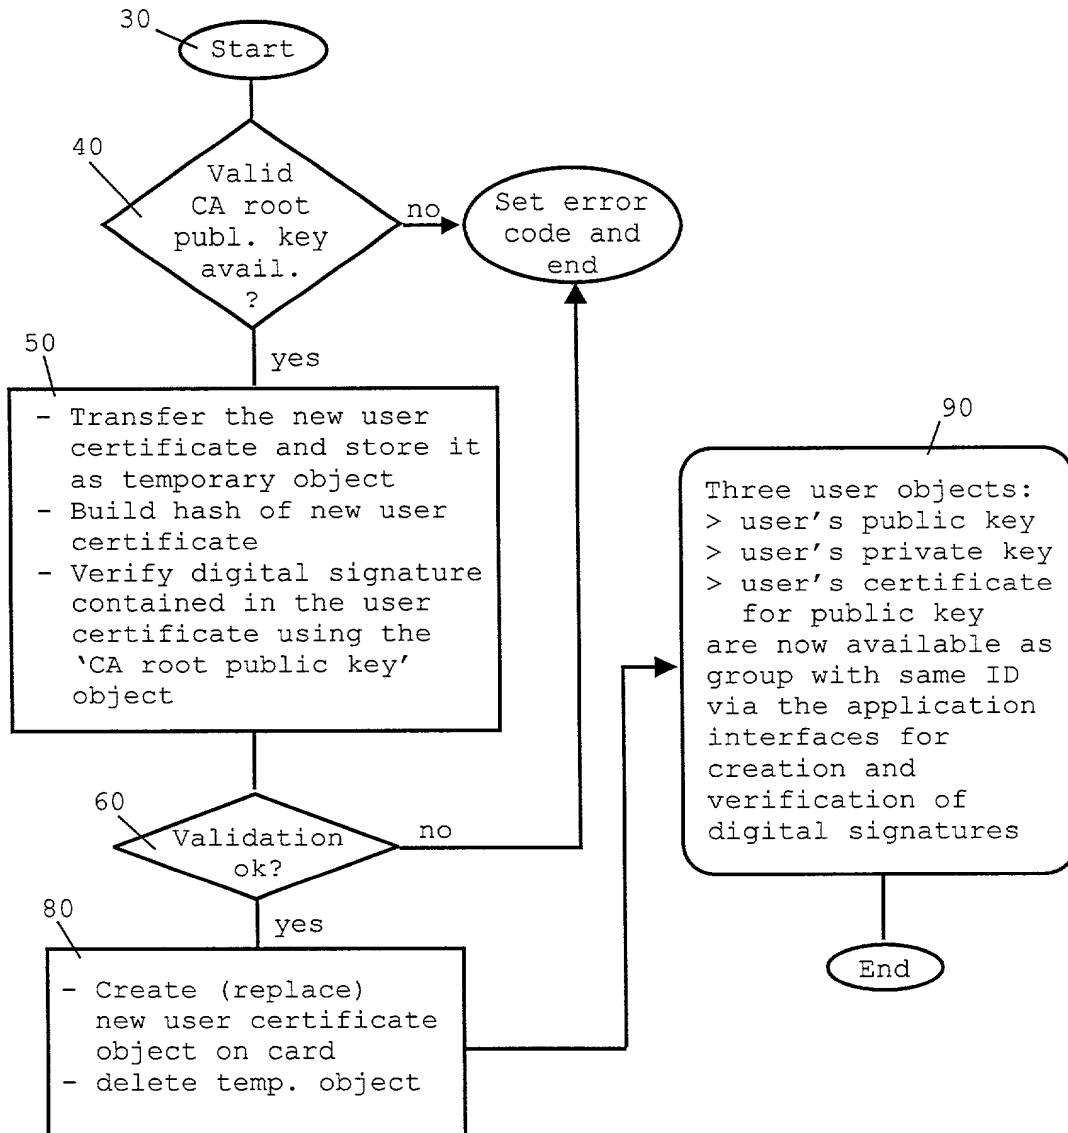 30
Start
40
Valid
CA root
publ. key
avail.
?
no
Set error
code and
end
yes
50
- Transfer the new user
certificate and store it
as temporary object
- Build hash of new user
certificate
- Verify digital signature
contained in the user
certificate using the
‘CA root public key’
object
60
Validation
ok?
no
yes
80
- Create (replace)
new user certificate
object on card
- delete temp. object
90
Three user objects:
> user’s public key
> user’s private key
> user’s certificate
for public key
are now available as
group with same ID
via the application
interfaces for
creation and
verification of
digital signatures
End